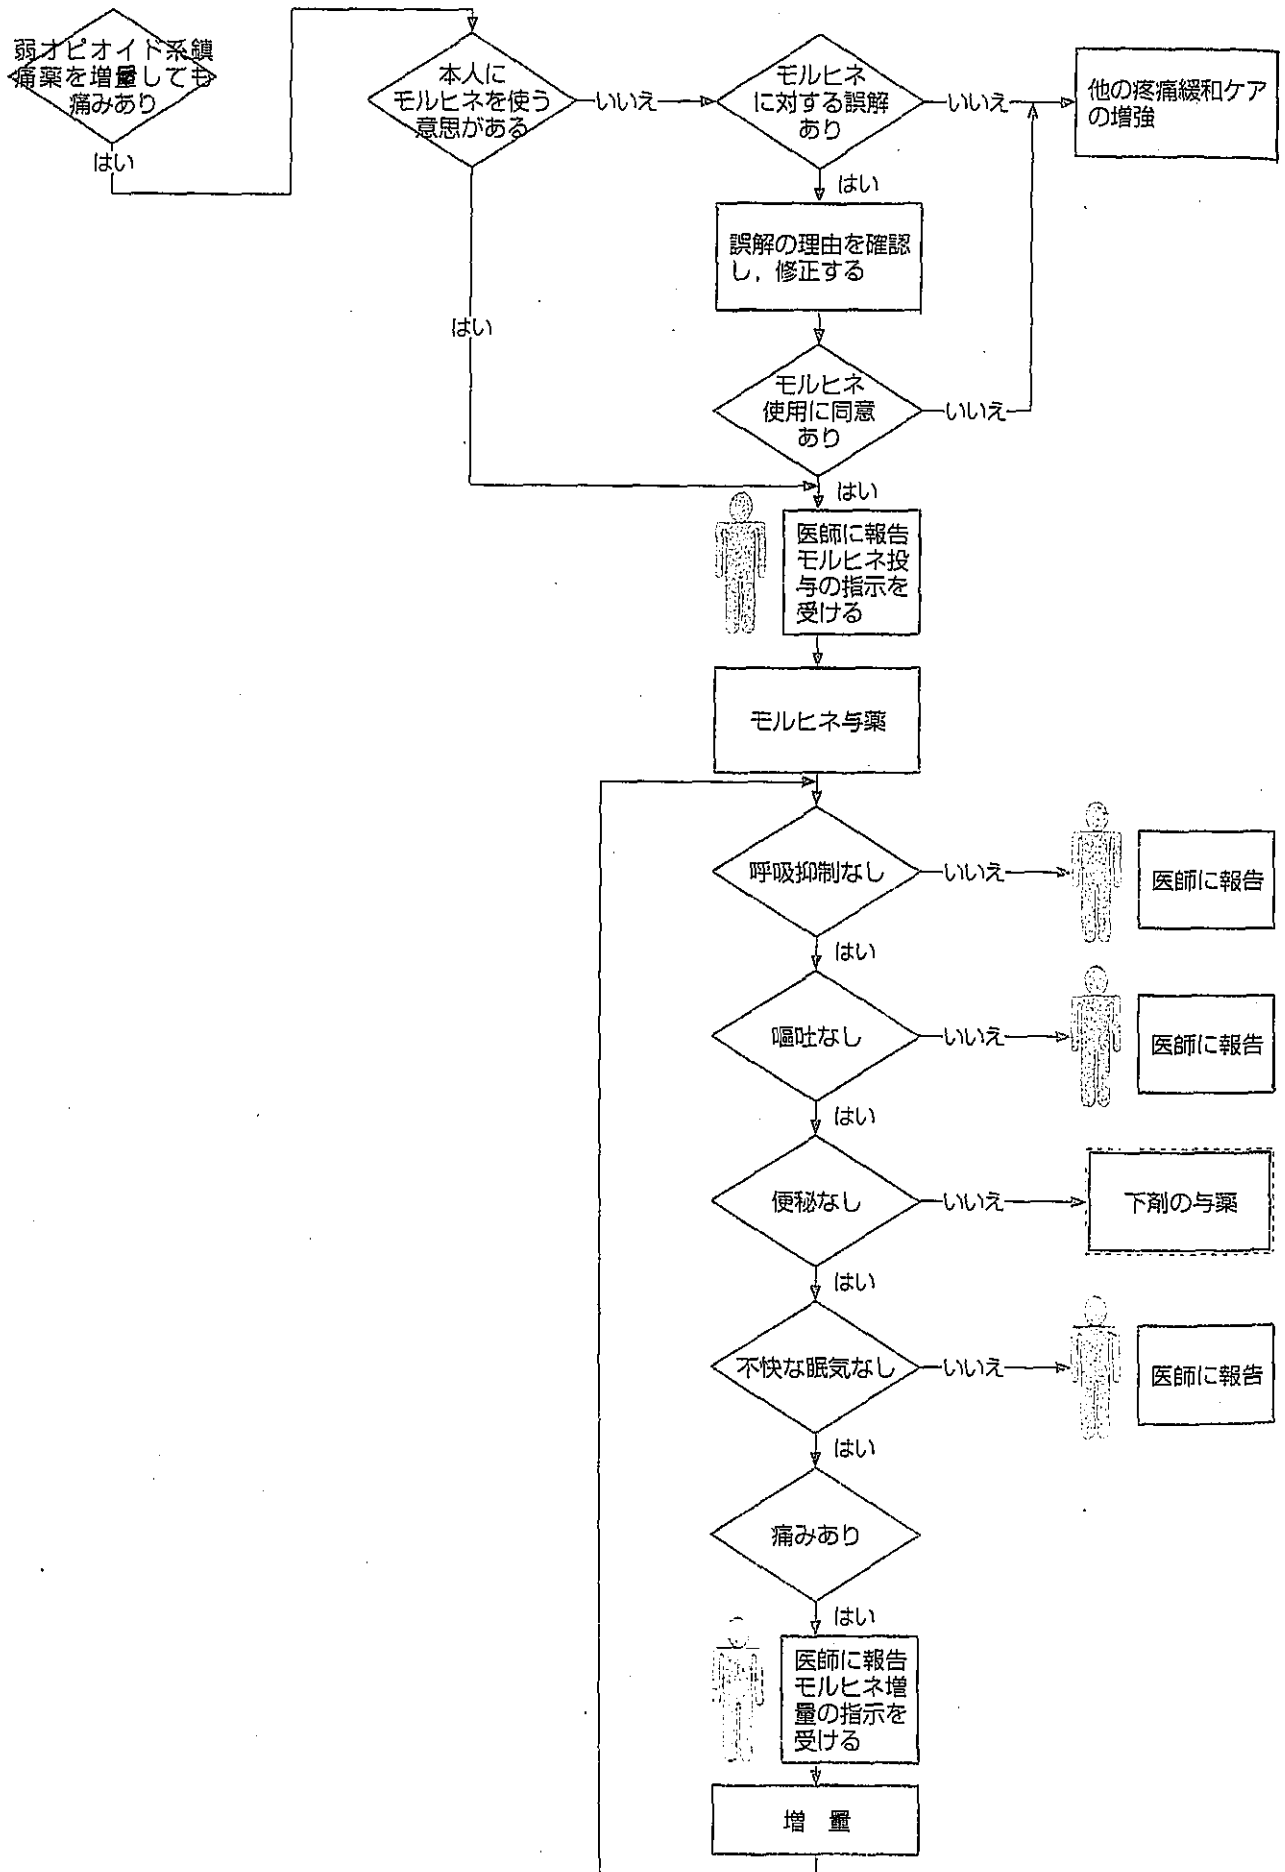 弱オピオイド系鎮
痛薬を増量しても
痛みあり
はい
本人に
モルヒネを使う
意思がある
いいえ
モルヒネ
に対する誤解
あり
いいえ
他の疼痛緩和ケア
の増強
はい
誤解の理由を確認
し，修正する
はい
モルヒネ
使用に同意
あり
いいえ
はい
医師に報告
モルヒネ投
与の指示を
受ける
モルヒネ与薬
呼吸抑制なし
いいえ
医師に報告
はい
嘔吐なし
いいえ
医師に報告
はい
便秘なし
いいえ
下剤の与薬
はい
不快な眠気なし
いいえ
医師に報告
はい
痛みあり
はい
医師に報告
モルヒネ増
量の指示を
受ける
増　量